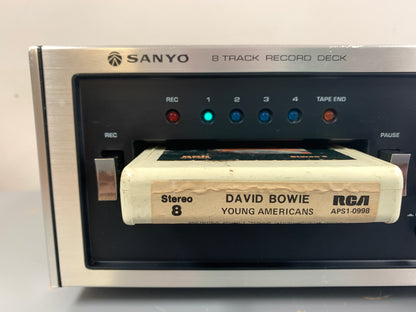 SANYO 8 TRACK RECORD DECK
REC 1 2 3 4 TAPE END
REC PAUSE
Stereo DAVID BOWIE RCA
8 YOUNG AMERICANS APS1-0998